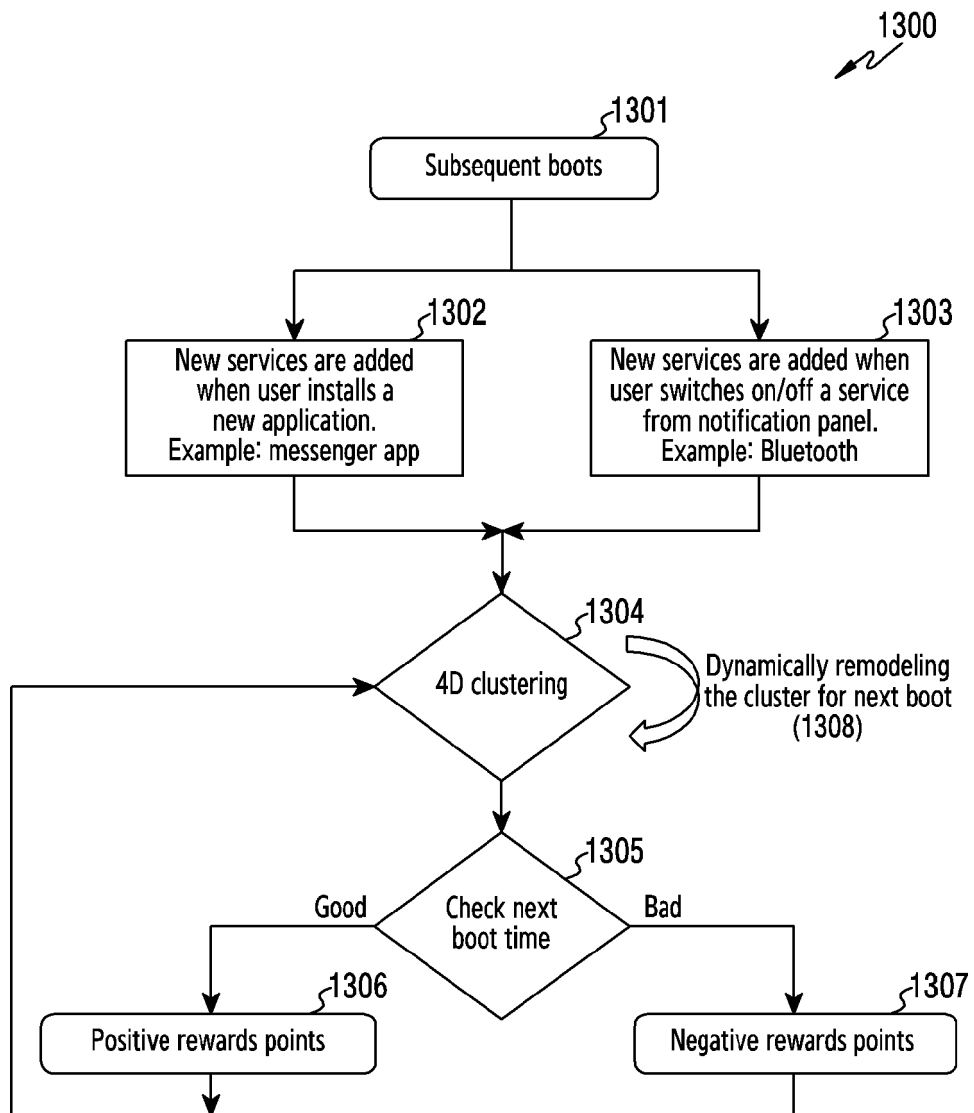 1300
1301
Subsequent boots
1302
New services are added
when user installs a
new application.
Example: messenger app
1303
New services are added when
user switches on/off a service
from notification panel.
Example: Bluetooth
1304
4D clustering
Dynamically remodeling
the cluster for next boot
(1308)
1305
Good
Check next
boot time
Bad
1306
Positive rewards points
1307
Negative rewards points